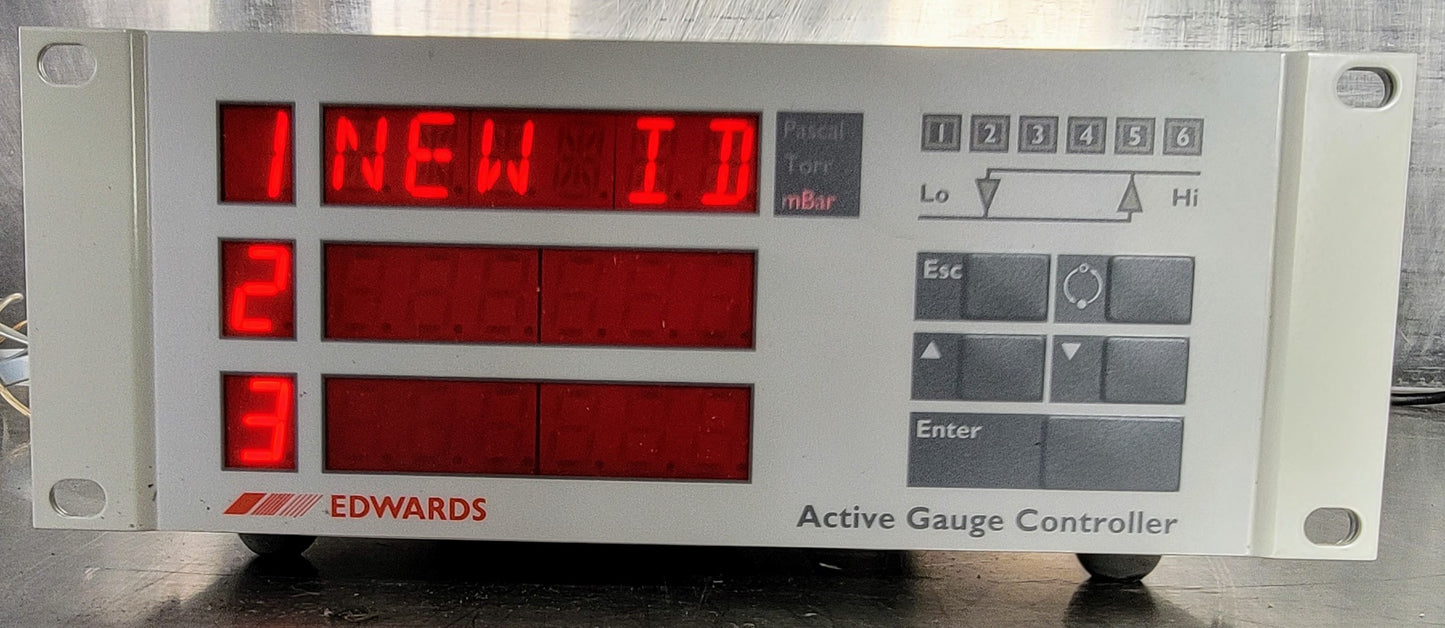 1 NEW ID
Pascal
Torr
mBar
1 2 3 4 5 6
Lo Hi
2
Esc
3
Enter
EDWARDS
Active Gauge Controller